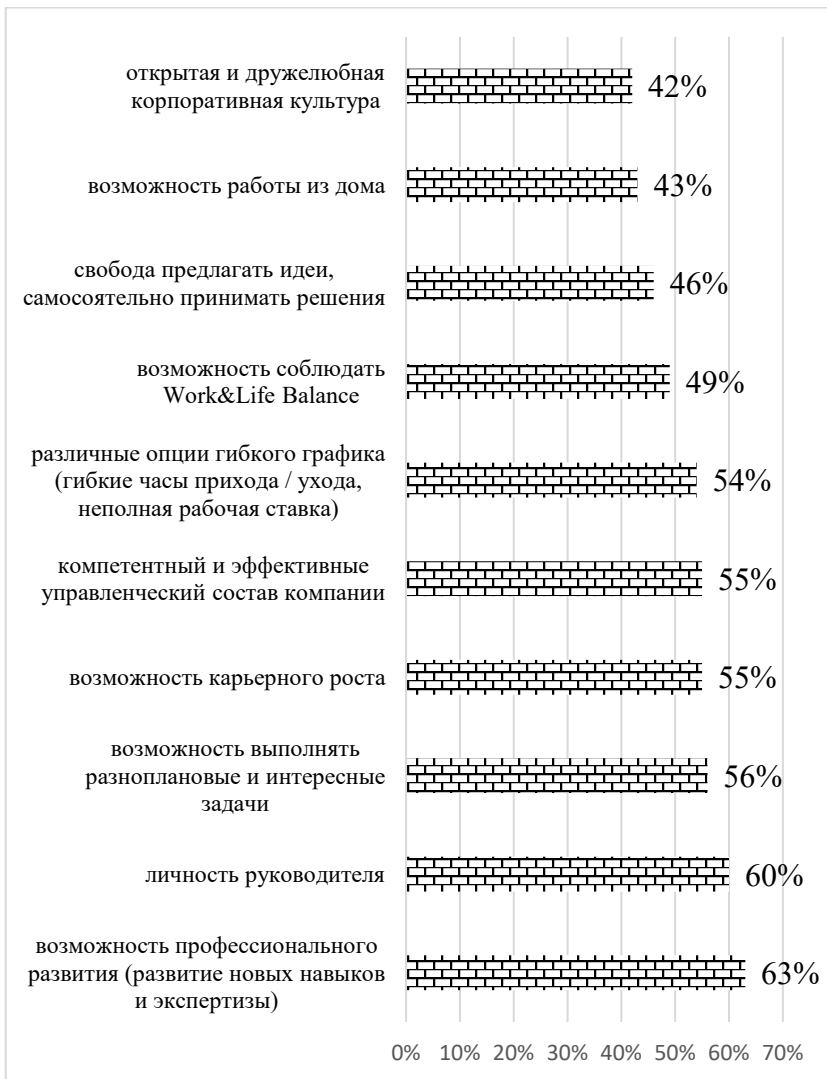 открытая и дружелюбная
корпоративная культура
42%
возможность работы из дома
43%
свобода предлагать идеи,
самосоятельно принимать решения
46%
возможность соблюдать
Work&Life Balance
49%
различные опции гибкого графика
(гибкие часы прихода / ухода,
неполная рабочая ставка)
54%
компетентный и эффективные
управленческий состав компании
55%
возможность карьерного роста
55%
возможность выполнять
разноплановые и интересные
задачи
56%
личность руководителя
60%
возможность профессионального
развития (развитие новых навыков
и экспертизы)
63%
0% 10% 20% 30% 40% 50% 60% 70%